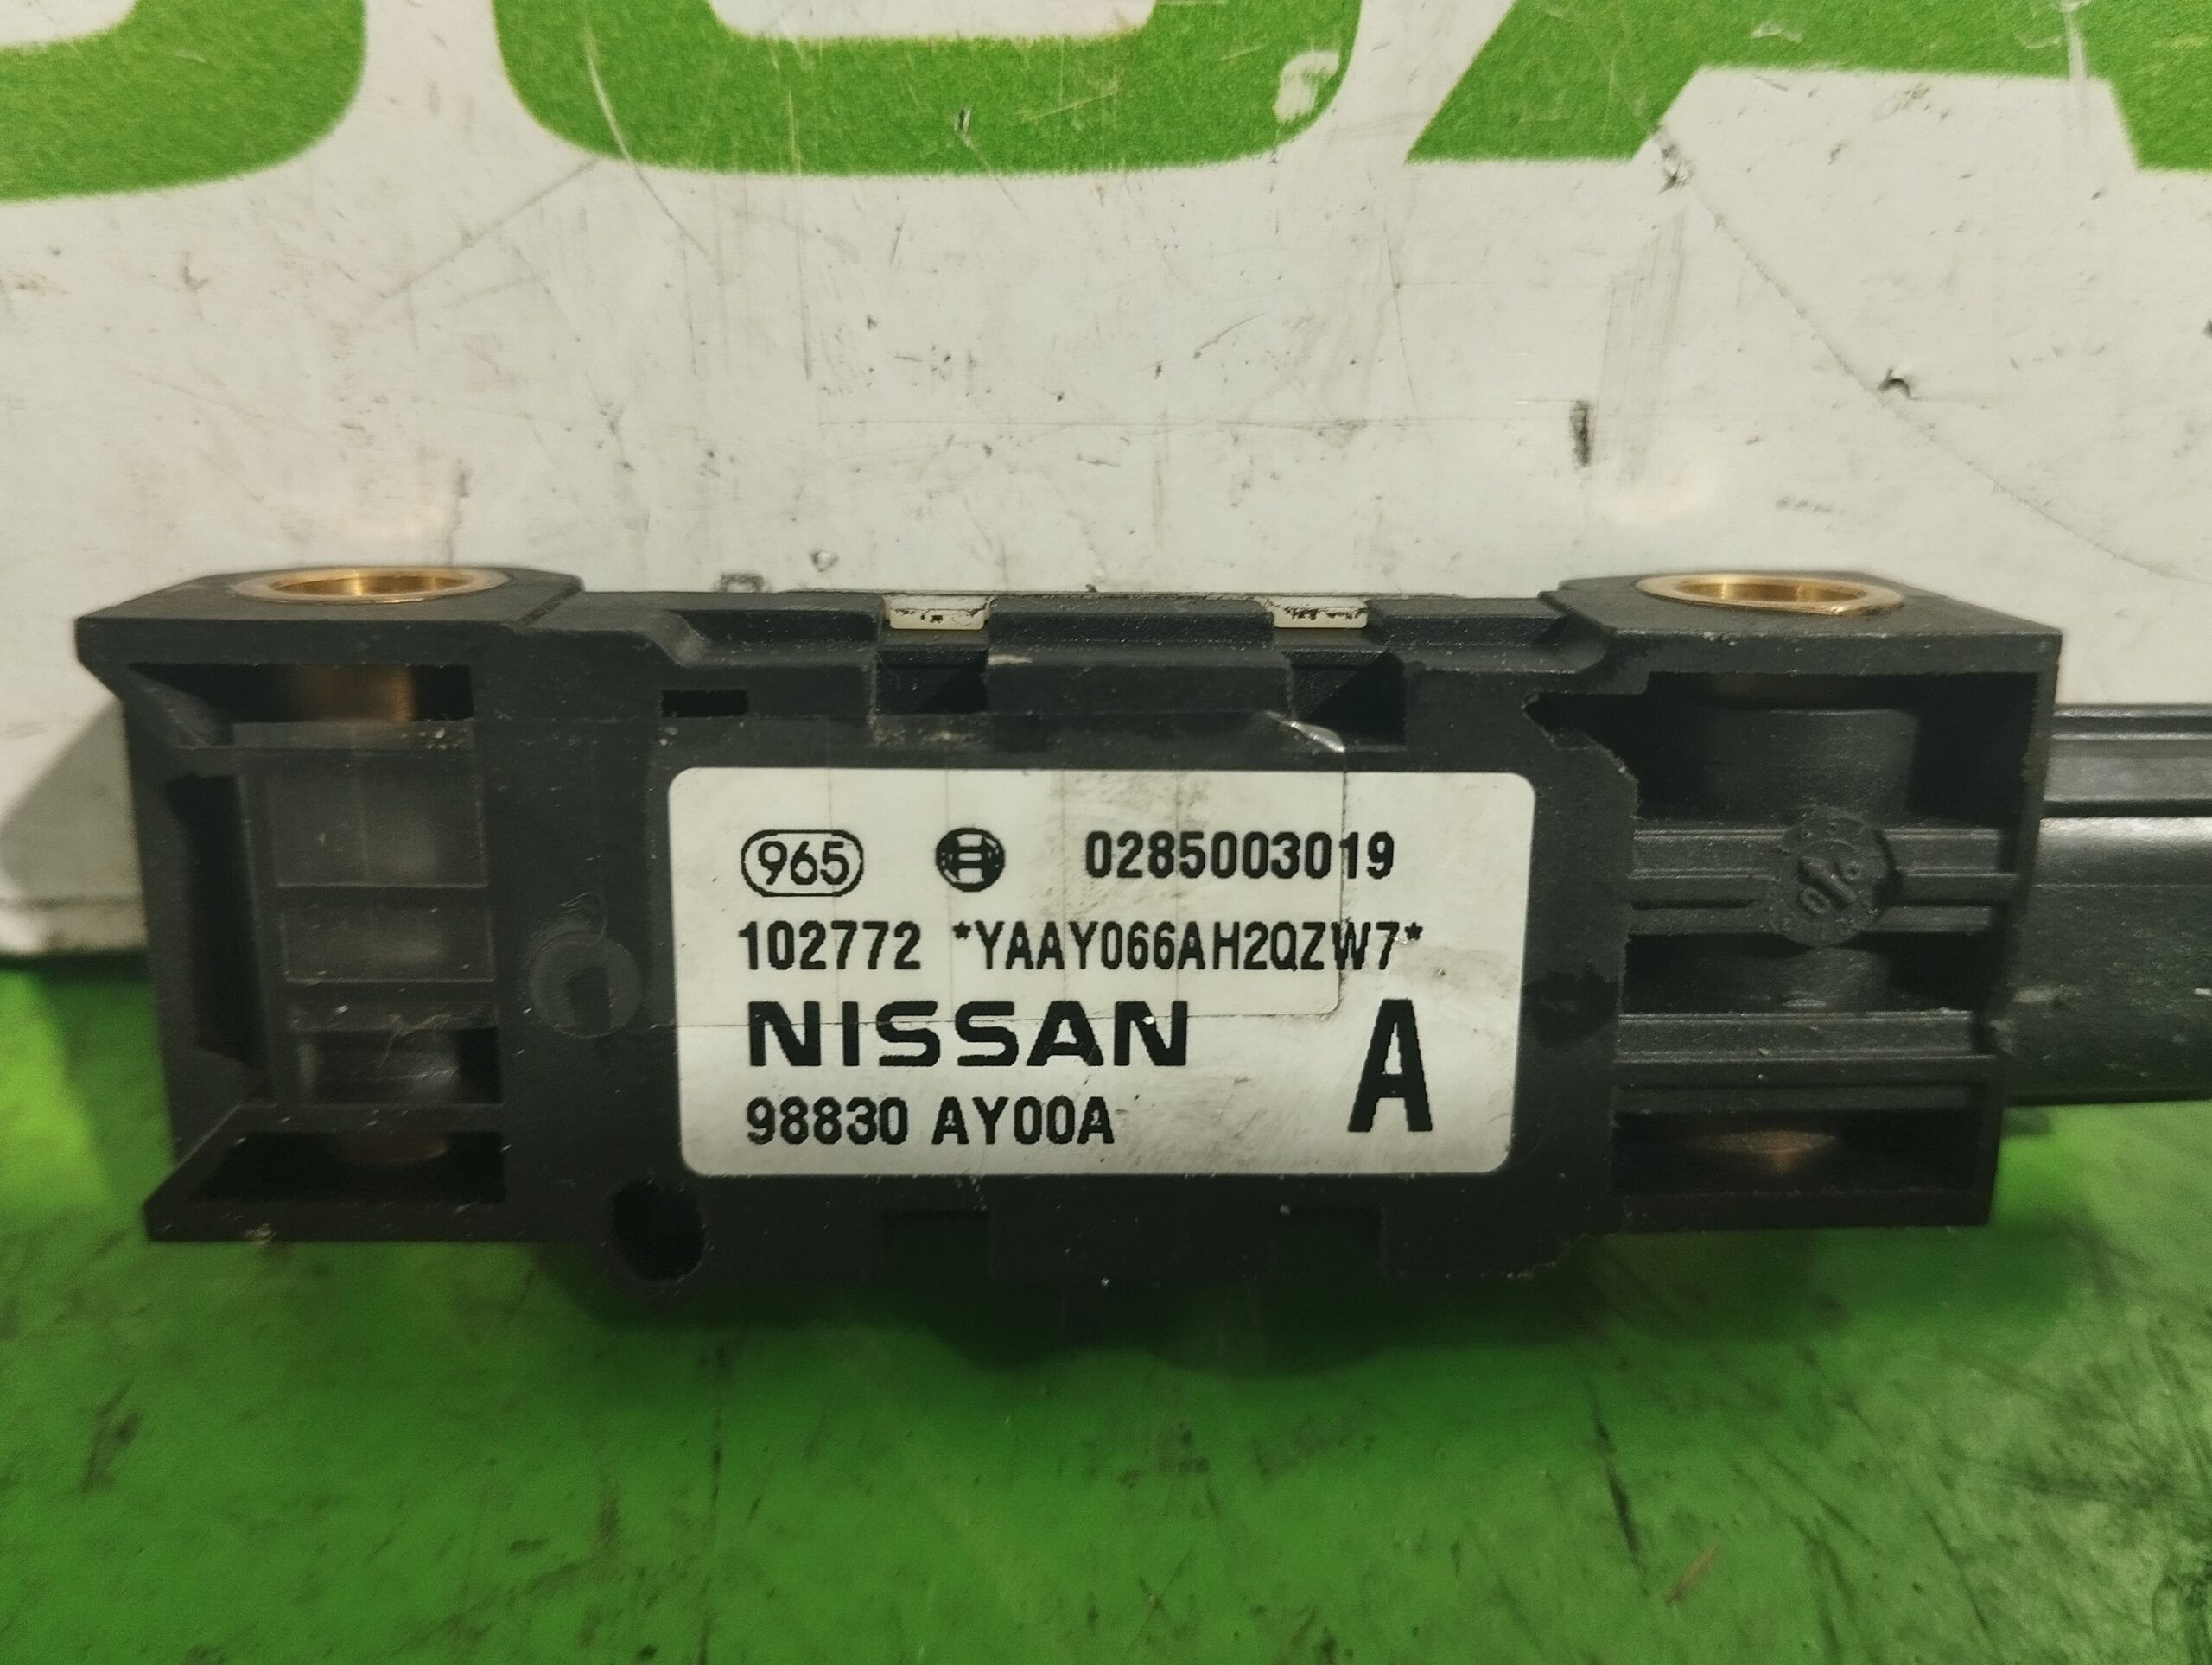 965 0285003019
102772 *YAAY066AH2QZW7*
NISSAN
98830 AY00A A